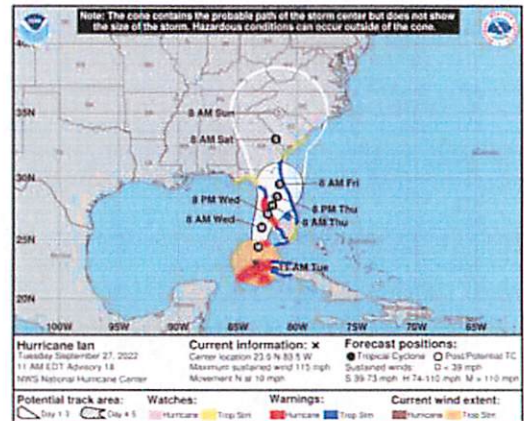 Note: The cone contains the probable path of the storm center but does not show
the size of the storm. Hazardous conditions can occur outside of the cone.
35N
30N
25N
20N
8 AM Sun
8 AM Sat
8 AM Fri
8 PM Wed
8 PM Thu
8 AM Wed
8 AM Thu
11 AM Tue
100W 95W 90W 85W 80W 75W 70W 65W
Hurricane Ian
Tuesday September 27, 2022
11 AM EDT Advisory 18
NWS National Hurricane Center
Current information: x
Center location 23.5 N 83.5 W
Maximum sustained wind 115 mph
Movement N at 10 mph
Forecast positions:
Tropical Cyclone Post/Potential TC
Sustained winds: D < 39 mph
S 39-73 mph H 74-110 mph M > 110 mph
Potential track area:
Day 1-3 Day 4-5
Watches:
Hurricane Trop Stm
Warnings:
Hurricane Trop Stm
Current wind extent:
Hurricane Trop Stm